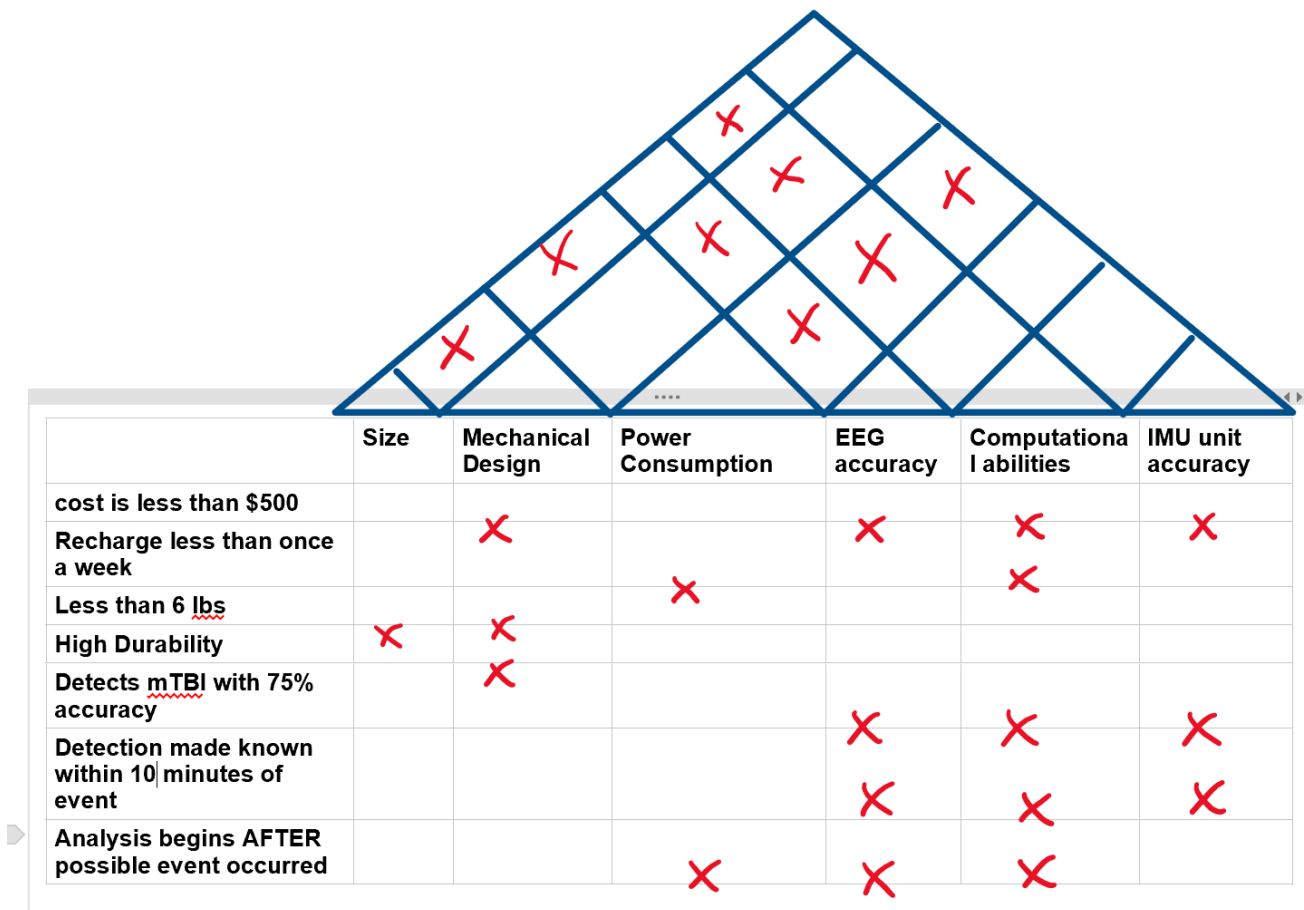 Size
Mechanical
Design
Power
Consumption
EEG
accuracy
Computationa
l abilities
IMU unit
accuracy
cost is less than $500
Recharge less than once
a week
Less than 6 lbs
High Durability
Detects mTBI with 75%
accuracy
Detection made known
within 10 minutes of
event
Analysis begins AFTER
possible event occurred